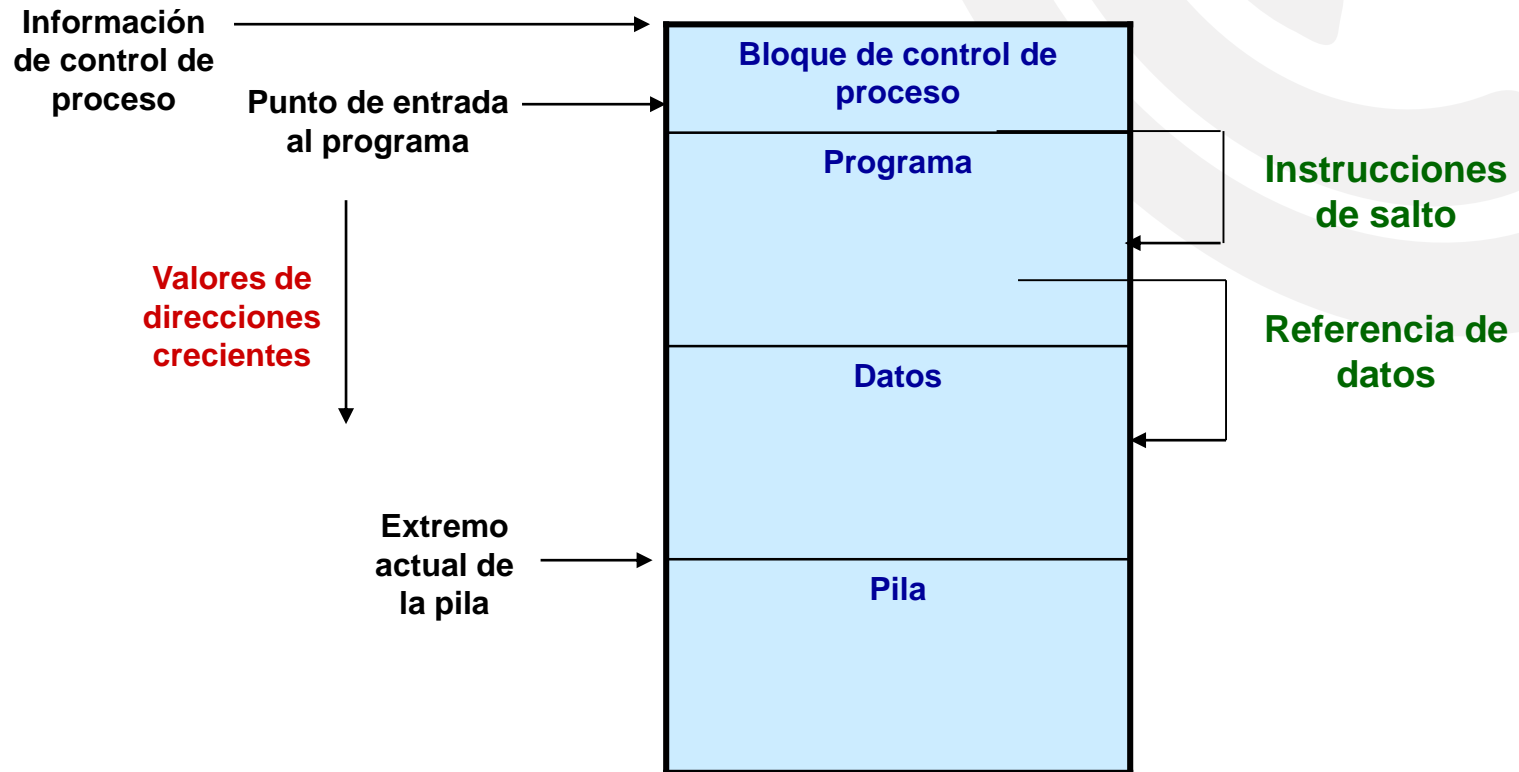 Información
de control de
proceso
Punto de entrada
al programa
Valores de
direcciones
crecientes
Extremo
actual de
la pila
Bloque de control de
proceso
Programa
Datos
Pila
Instrucciones
de salto
Referencia de
datos